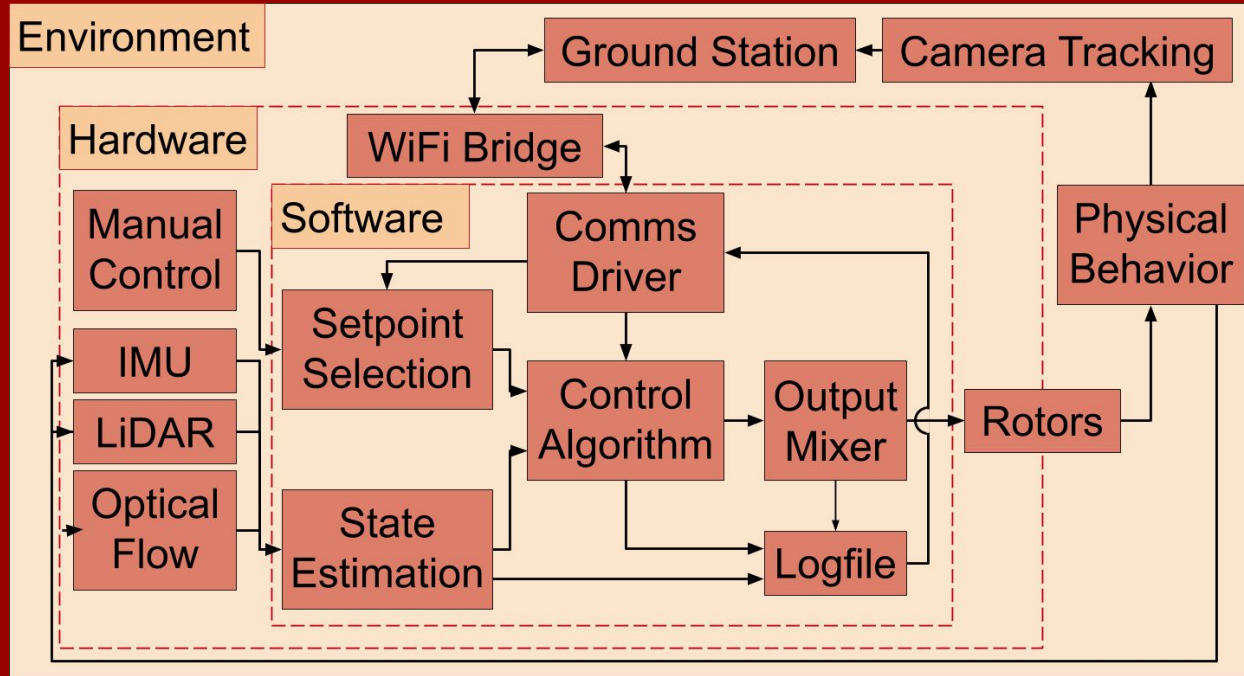 Environment
Ground Station
Camera Tracking
Hardware
WiFi Bridge
Manual
Control
Software
Comms
Driver
Physical
Behavior
Setpoint
Selection
IMU
LiDAR
Control
Algorithm
Output
Mixer
Rotors
Optical
Flow
State
Estimation
Logfile